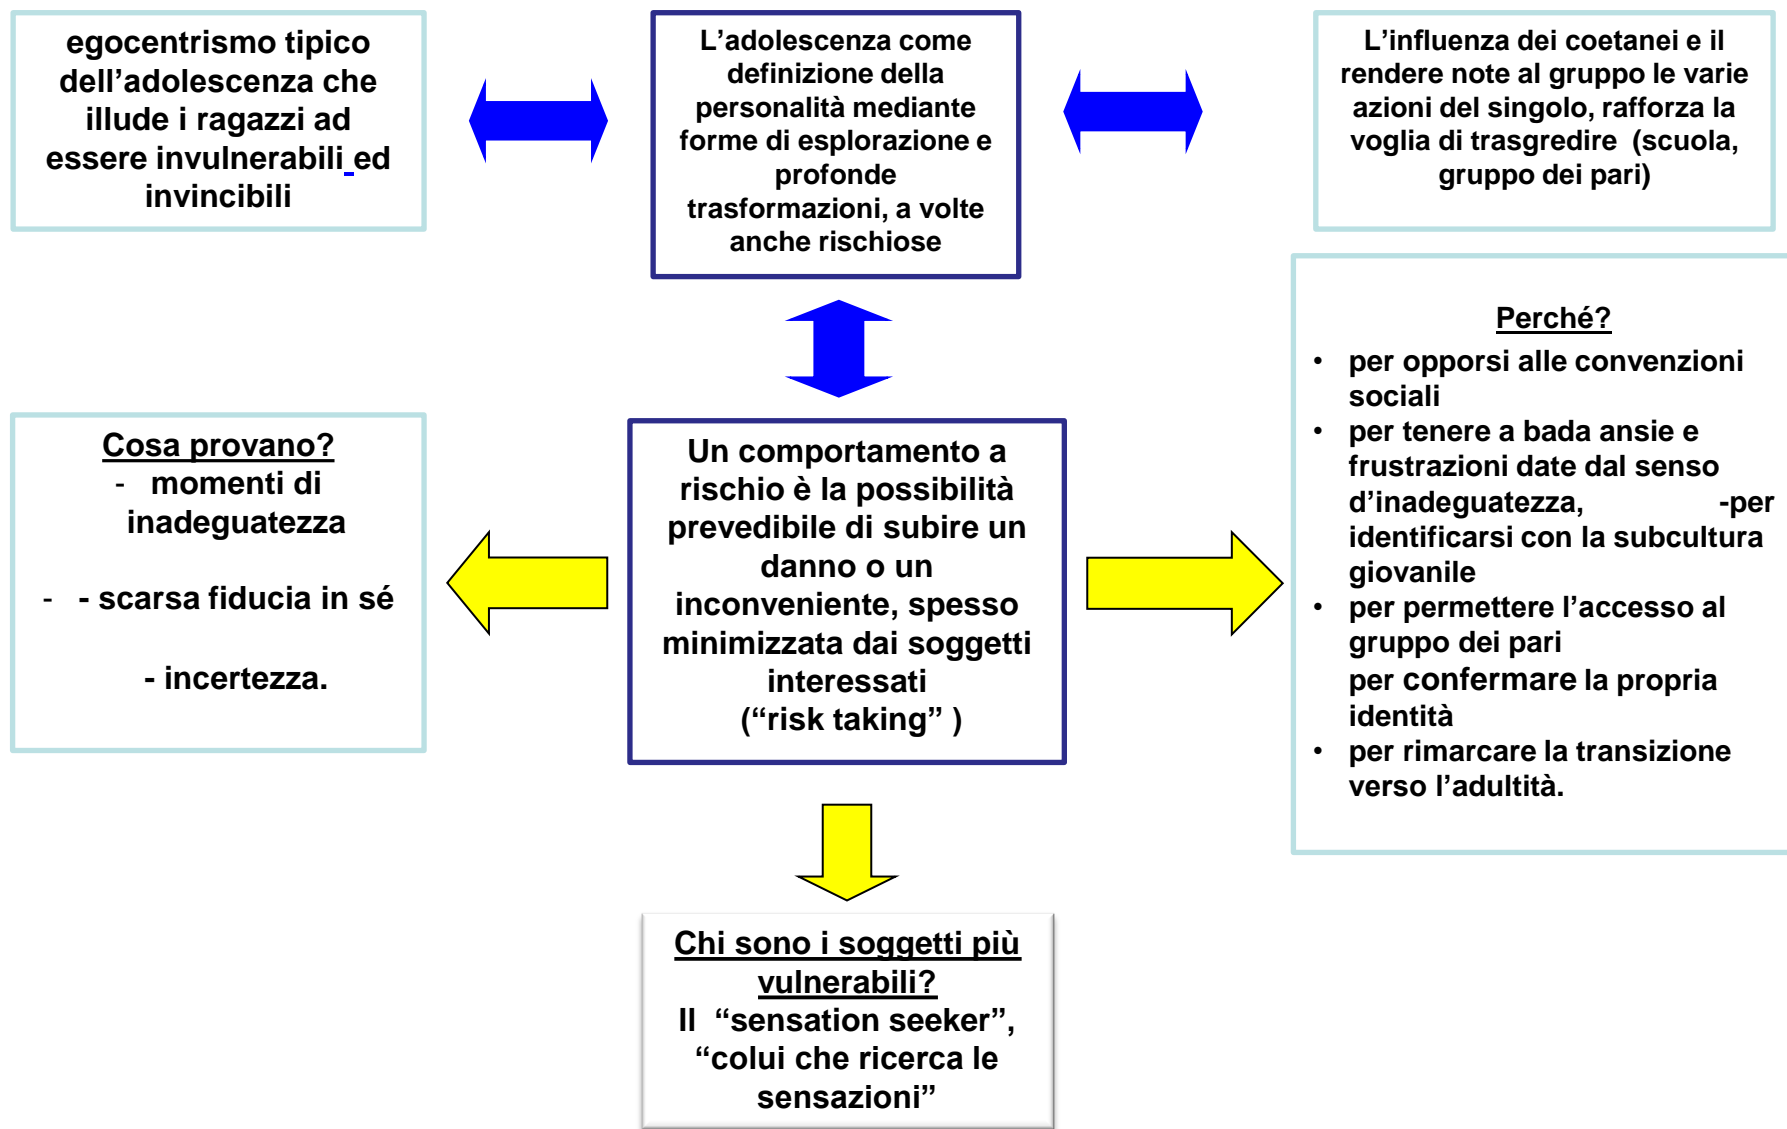 egocentrismo tipico
dell’adolescenza che
illude i ragazzi ad
essere invulnerabili ed
invincibili
L’adolescenza come
definizione della
personalità mediante
forme di esplorazione e
profonde
trasformazioni, a volte
anche rischiose
L’influenza dei coetanei e il
rendere note al gruppo le varie
azioni del singolo, rafforza la
voglia di trasgredire (scuola,
gruppo dei pari)
Cosa provano?
- momenti di
inadeguatezza
- - scarsa fiducia in sé
- incertezza.
Un comportamento a
rischio è la possibilità
prevedibile di subire un
danno o un
inconveniente, spesso
minimizzata dai soggetti
interessati
(“risk taking” )
Perché?
• per opporsi alle convenzioni
sociali
• per tenere a bada ansie e
frustrazioni date dal senso
d’inadeguatezza, -per
identificarsi con la subcultura
giovanile
• per permettere l’accesso al
gruppo dei pari
per confermare la propria
identità
• per rimarcare la transizione
verso l’adultità.
Chi sono i soggetti più
vulnerabili?
Il “sensation seeker”,
“colui che ricerca le
sensazioni”